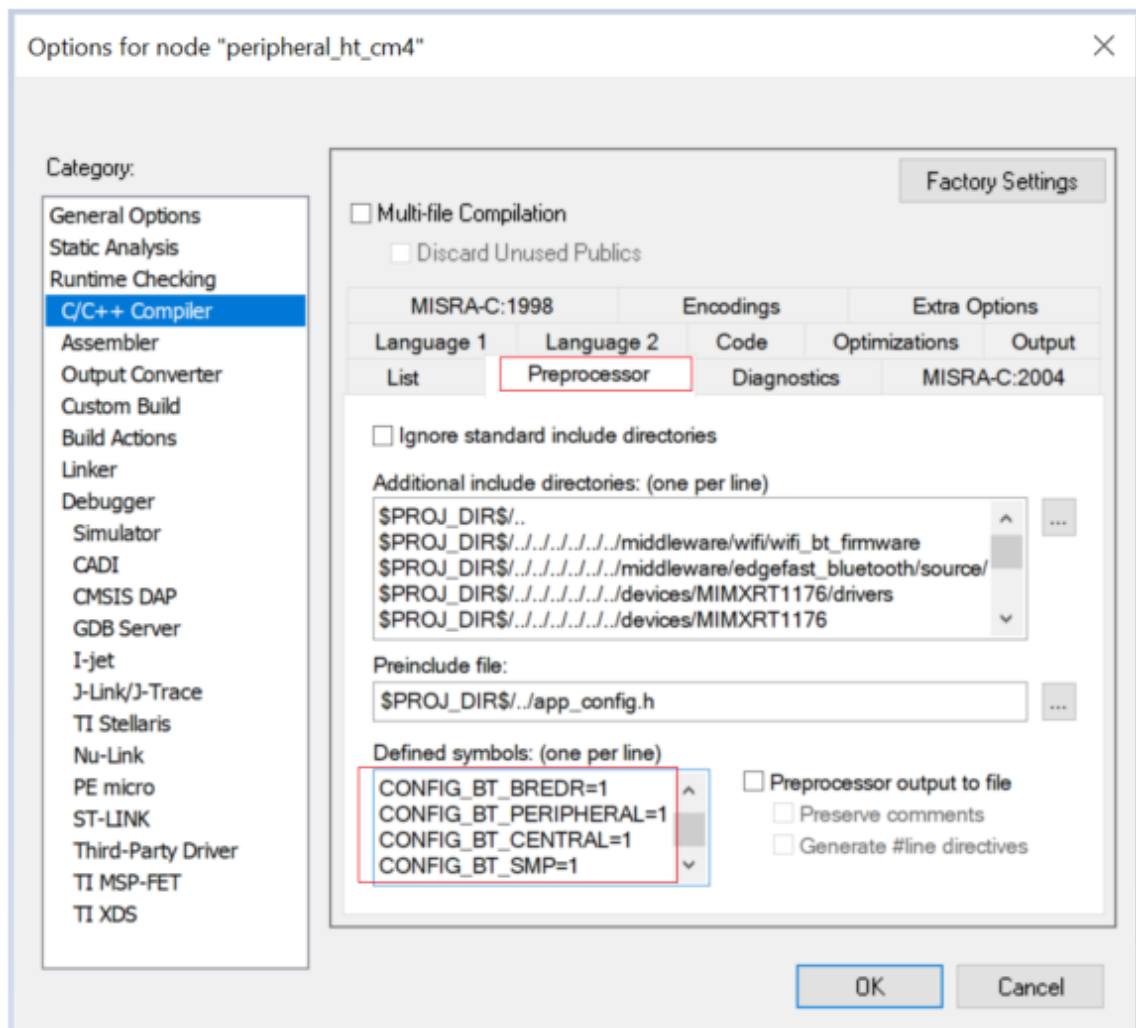 Options for node "peripheral_ht_cm4"
Category:
General Options
Static Analysis
Runtime Checking
C/C++ Compiler
Assembler
Output Converter
Custom Build
Build Actions
Linker
Debugger
Simulator
CADI
CMSIS DAP
GDB Server
I-jet
J-Link/J-Trace
TI Stellaris
Nu-Link
PE micro
ST-LINK
Third-Party Driver
TI MSP-FET
TI XDS
Factory Settings
Multi-file Compilation
Discard Unused Publics
MISRA-C:1998 Encodings Extra Options
Language 1 Language 2 Code Optimizations Output
List Preprocessor Diagnostics MISRA-C:2004
Ignore standard include directories
Additional include directories: (one per line)
$PROJ_DIR$/..
$PROJ_DIR$/../../../../../../../middleware/wifi/wifi_bt_firmware
$PROJ_DIR$/../../../../../../../middleware/edgefast_bluetooth/source/
$PROJ_DIR$/../../../../../../../devices/MIMXRT1176/drivers
$PROJ_DIR$/../../../../../../../devices/MIMXRT1176
...
Preinclude file:
$PROJ_DIR$/../app_config.h
...
Defined symbols: (one per line)
CONFIG_BT_BREDR=1
CONFIG_BT_PERIPHERAL=1
CONFIG_BT_CENTRAL=1
CONFIG_BT_SMP=1
Preprocessor output to file
Preserve comments
Generate #line directives
OK Cancel